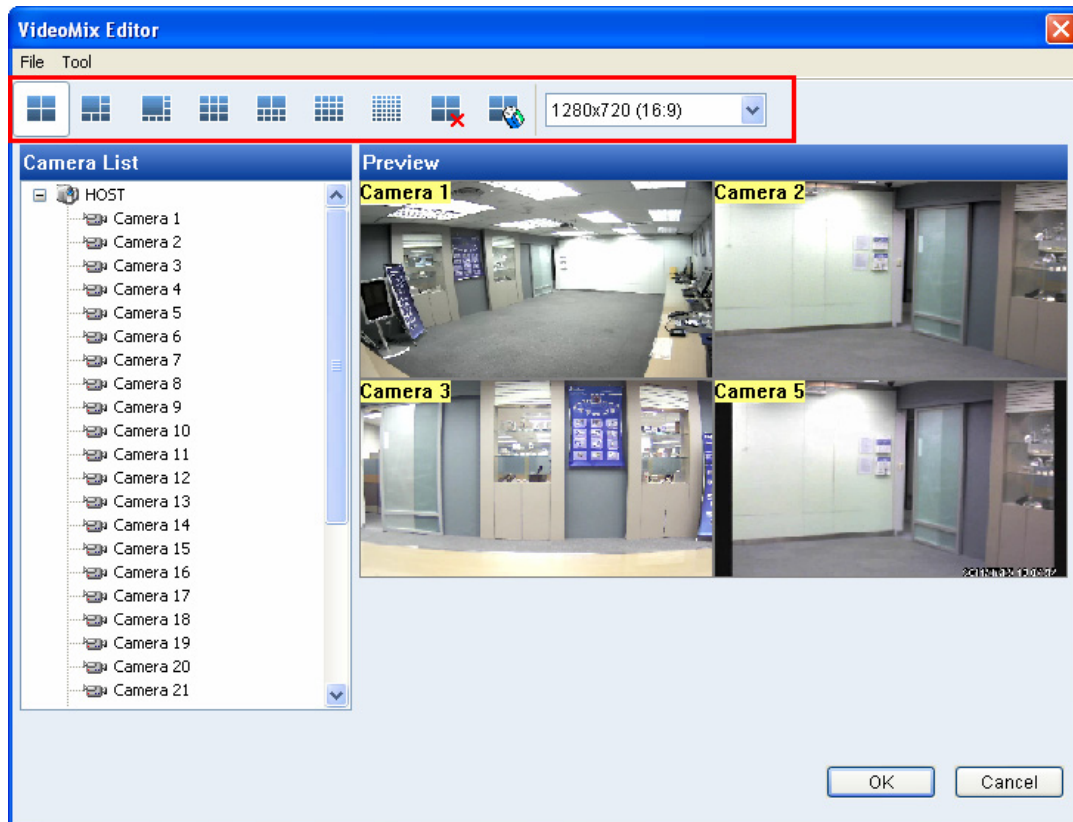 VideoMix Editor
File Tool
1280x720 (16:9)
Camera List
HOST
Camera 1
Camera 2
Camera 3
Camera 4
Camera 5
Camera 6
Camera 7
Camera 8
Camera 9
Camera 10
Camera 11
Camera 12
Camera 13
Camera 14
Camera 15
Camera 16
Camera 17
Camera 18
Camera 19
Camera 20
Camera 21
Preview
Camera 1
Camera 2
Camera 3
Camera 5
OK
Cancel